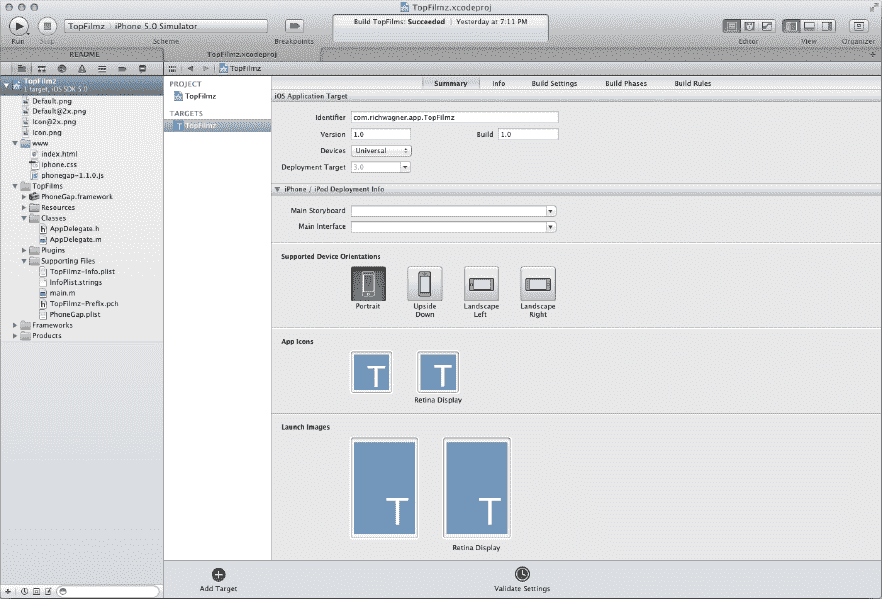 TopFilmz.xcodeproj
TopFilmz iPhone 5.0 Simulator
Build TopFilmz: Succeeded | Yesterday at 7:11 PM
Run Stop Scheme Breakpoints Editor View Organizer
README TopFilmz.xcodeproj
TopFilmz
TopFilmz
1 target, iOS SDK 5.0
Default.png
Default@2x.png
Icon@2x.png
Icon.png
www
index.html
iphone.css
phonegap-1.1.0.js
TopFilms
PhoneGap.framework
Resources
Classes
AppDelegate.h
AppDelegate.m
Plugins
Supporting Files
TopFilmz-Info.plist
InfoPlist.strings
main.m
TopFilmz-Prefix.pch
PhoneGap.plist
Frameworks
Products
PROJECT
TopFilmz
TARGETS
TopFilmz
Summary Info Build Settings Build Phases Build Rules
iOS Application Target
Identifier com.richwagner.app.TopFilmz
Version 1.0 Build 1.0
Devices Universal
Deployment Target 3.0
iPhone / iPod Deployment Info
Main Storyboard
Main Interface
Supported Device Orientations
Portrait Upside Down Landscape Left Landscape Right
App Icons
T T
Retina Display
Launch Images
T T
Retina Display
Add Target Validate Settings